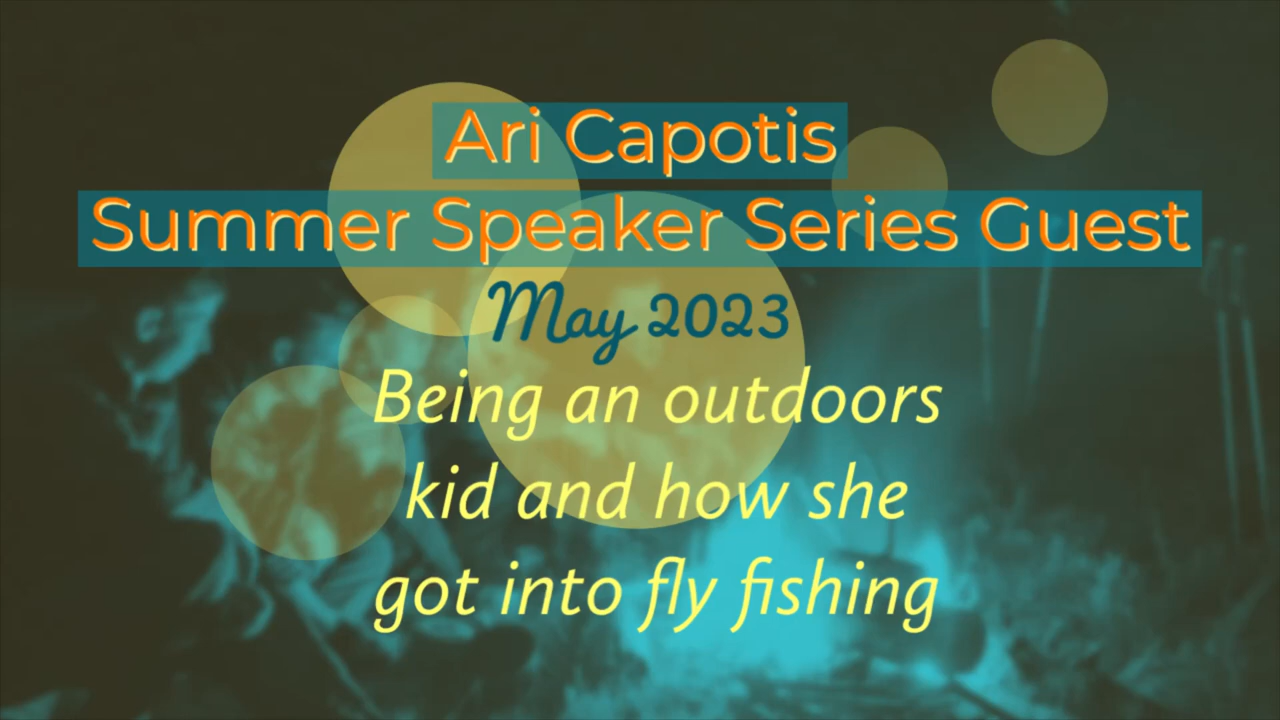 Ari Capotis
Summer Speaker Series Guest
May 2023
Being an outdoors
kid and how she
got into fly fishing